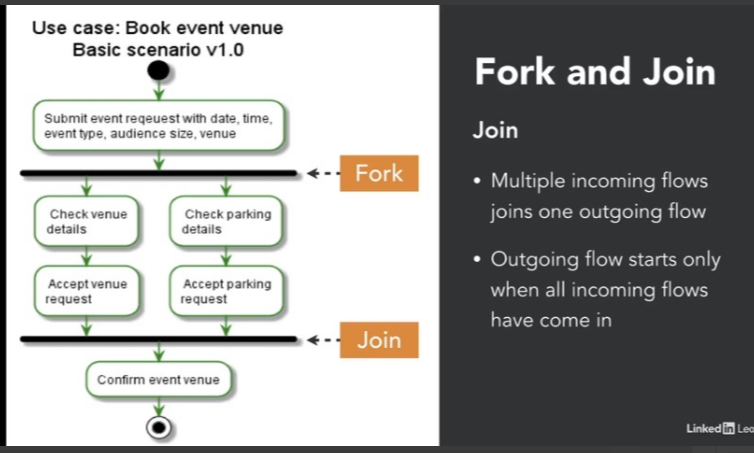 Use case: Book event venue
Basic scenario v1.0
Submit event reqeuest with date, time,
event type, audience size, venue
Fork
Check venue
details
Check parking
details
Accept venue
request
Accept parking
request
Join
Confirm event venue
Fork and Join
Join
• Multiple incoming flows
joins one outgoing flow
• Outgoing flow starts only
when all incoming flows
have come in
Linked in Lea